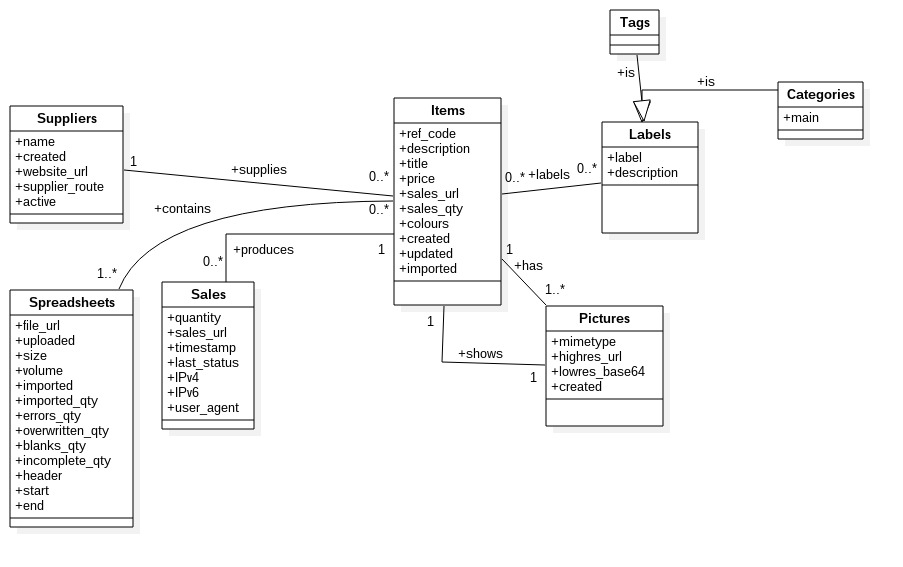 Tags
+is
+is
Categories
+main
Labels
+label
+description
Items
+ref_code
+description
+title
+price
+sales_url
+sales_qty
+colours
+created
+updated
+imported
Suppliers
+name
+created
+website_url
+supplier_route
+active
1
+supplies
0..*
0..*
+labels
0..*
+contains
0..*
1..*
+produces
1
0..*
1
+has
1..*
1
+shows
1
Spreadsheets
+file_url
+uploaded
+size
+volume
+imported
+imported_qty
+errors_qty
+overwritten_qty
+blanks_qty
+incomplete_qty
+header
+start
+end
Sales
+quantity
+sales_url
+timestamp
+last_status
+IPv4
+IPv6
+user_agent
Pictures
+mimetype
+highres_url
+lowres_base64
+created